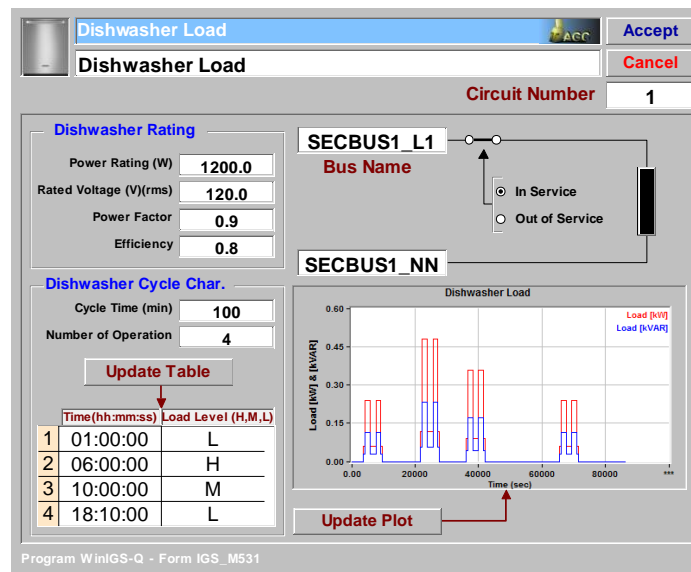 Dishwasher Load
AGC
Accept
Dishwasher Load
Cancel
Circuit Number
1
Dishwasher Rating
Power Rating (W) 1200.0
Rated Voltage (V)(rms) 120.0
Power Factor 0.9
Efficiency 0.8
SECBUS1_L1
Bus Name
In Service
Out of Service
SECBUS1_NN
Dishwasher Cycle Char.
Cycle Time (min) 100
Number of Operation 4
Update Table
Time(hh:mm:ss) Load Level (H,M,L)
1 01:00:00 L
2 06:00:00 H
3 10:00:00 M
4 18:10:00 L
Dishwasher Load
Load [kW]
Load [kVAR]
Load [kW] & [kVAR]
0.60
0.45
0.30
0.15
0.00
0.00 20000 40000 60000 80000 ***
Time (sec)
Update Plot
Program WinIGS-Q - Form IGS_M531